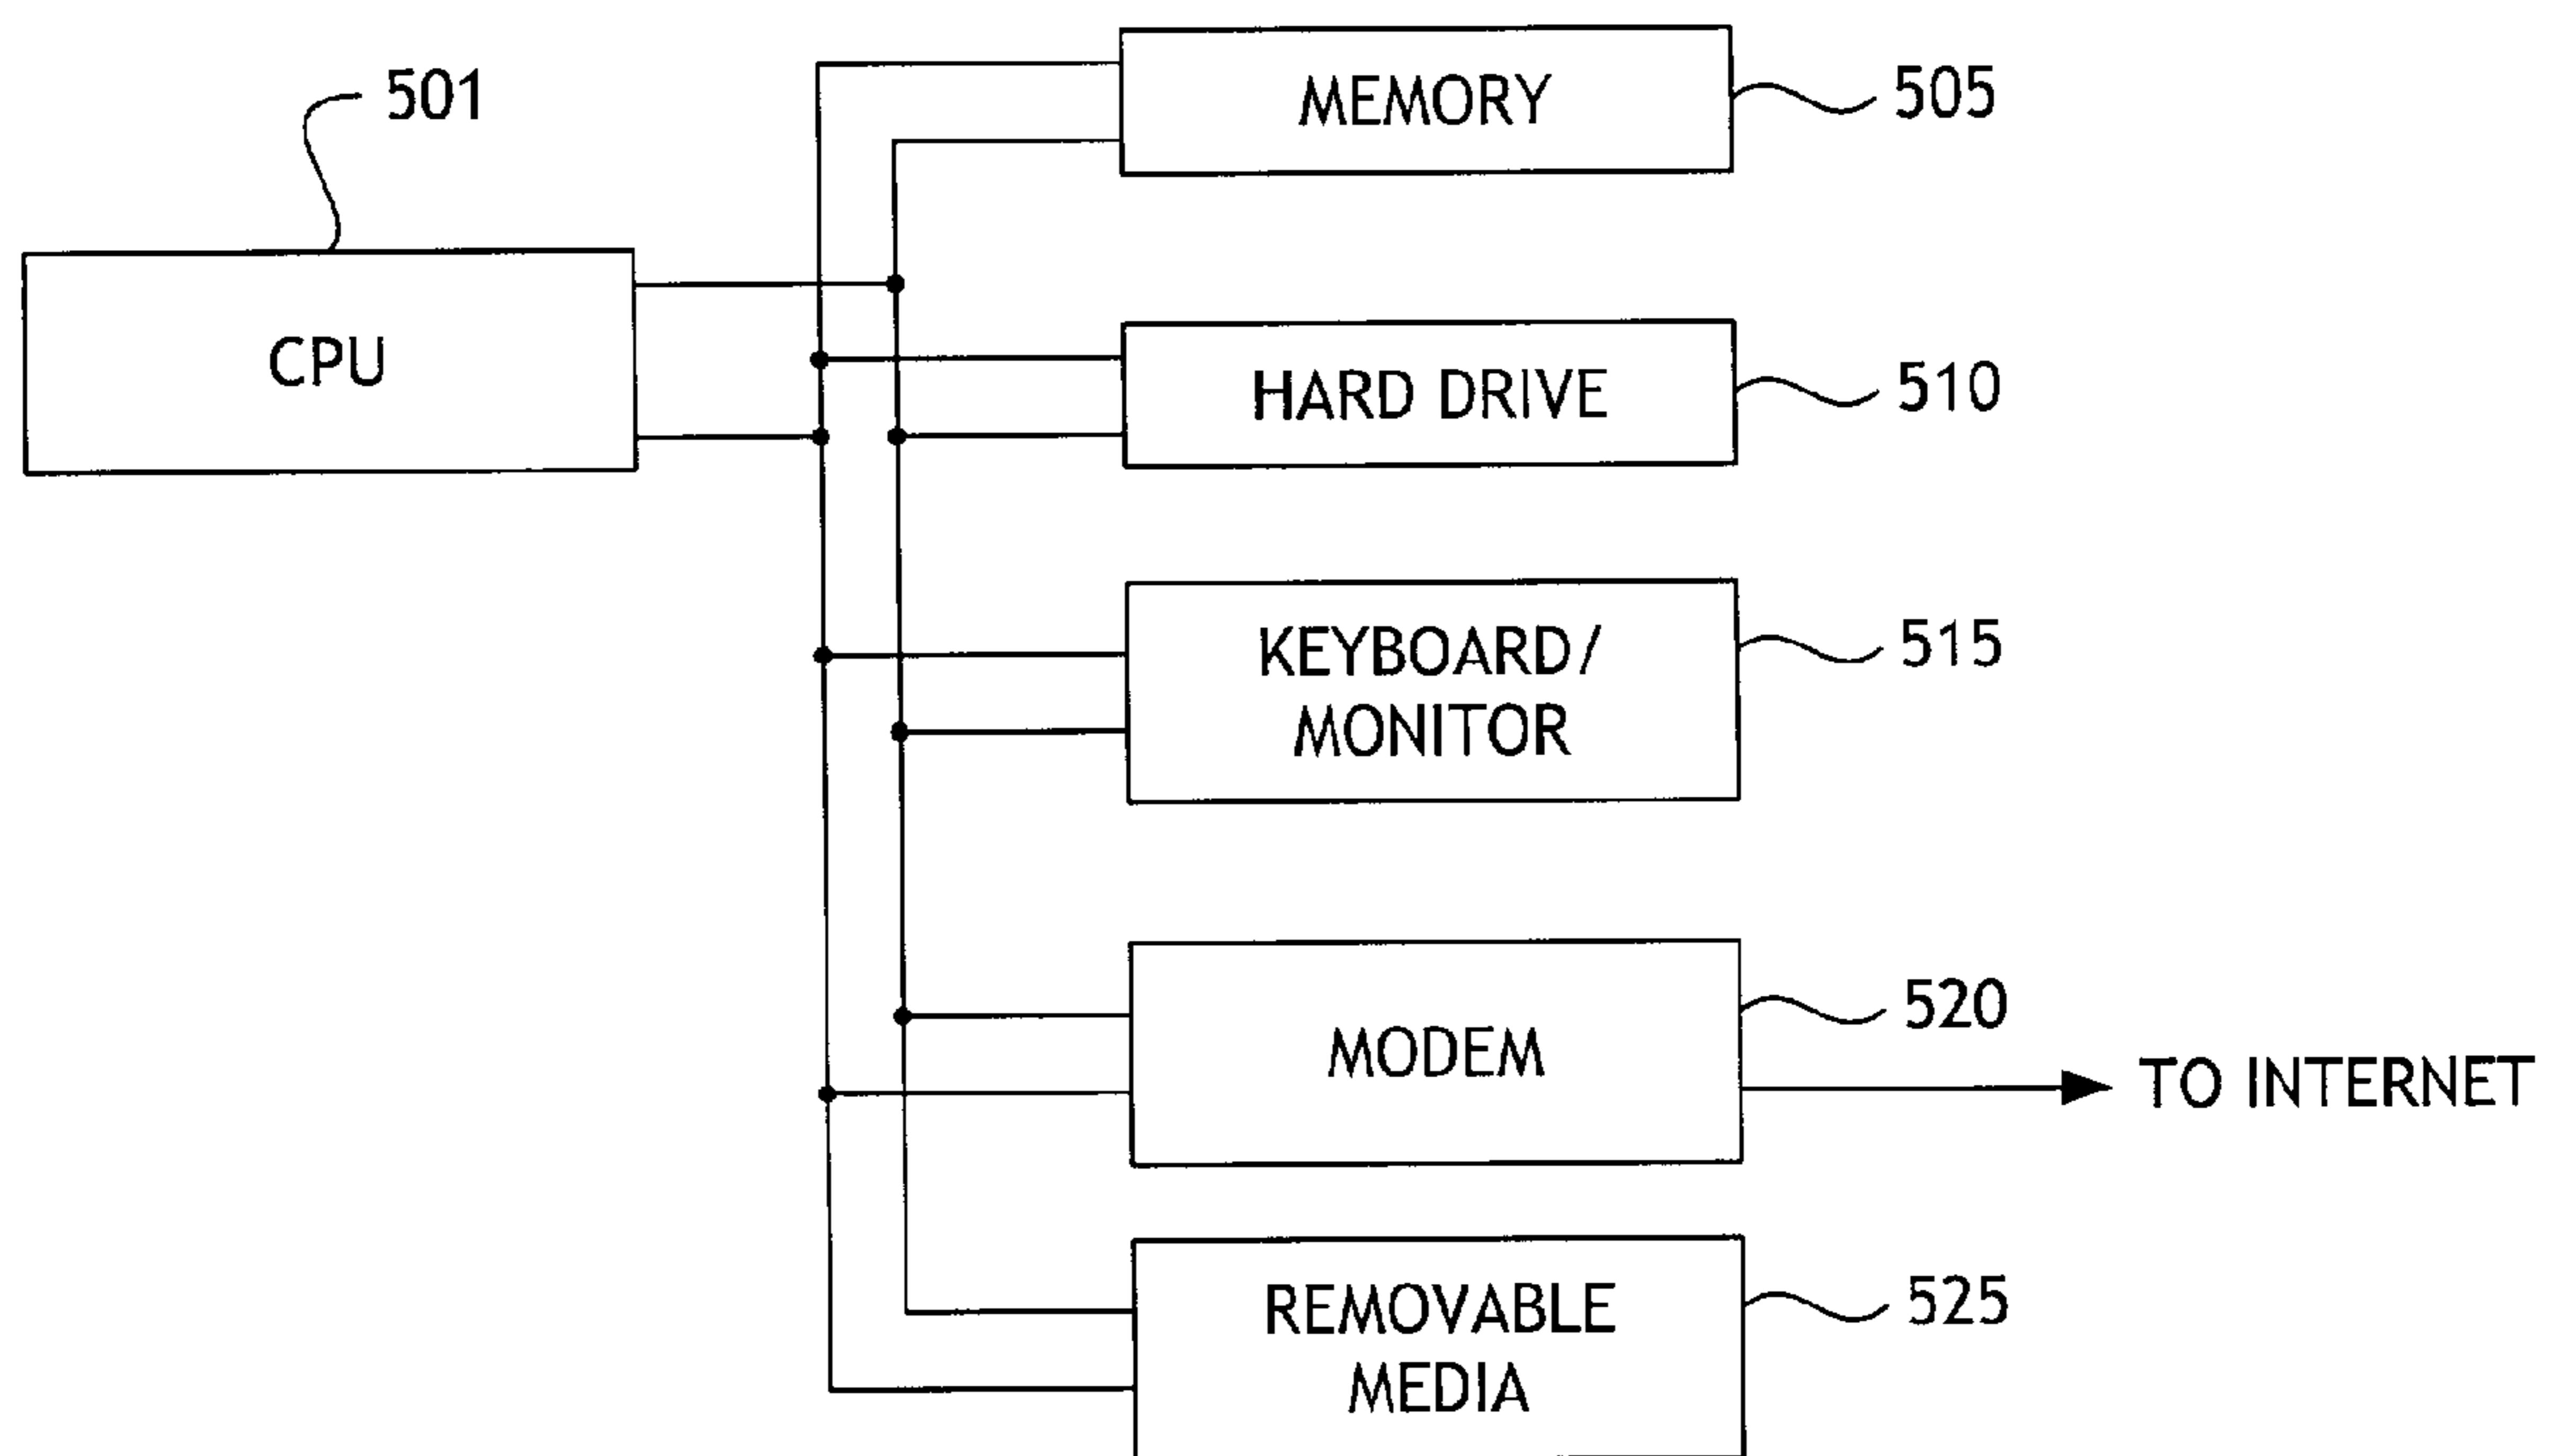 501
MEMORY
505
CPU
HARD DRIVE
510
KEYBOARD/
MONITOR
515
MODEM
520
TO INTERNET
REMOVABLE
MEDIA
525